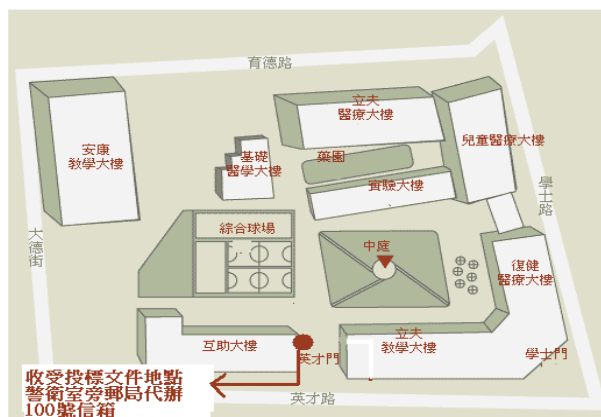 育德路
立夫
醫療大樓
兒童醫療大樓
安康
教學大樓
基礎
醫學大樓
藥園
實驗大樓
學士路
綜合球場
大德街
中庭
復健
醫療大樓
互助大樓
英才門
立夫
教學大樓
學士門
英才路
收受投標文件地點
警衛室旁郵局代辦
100號信箱